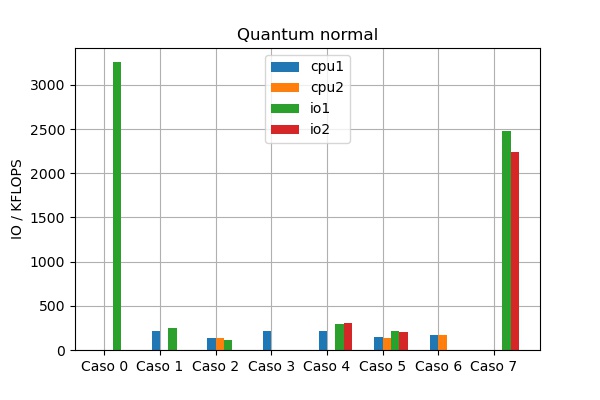 Quantum normal
cpu1
cpu2
io1
io2
IO / KFLOPS
3000
2500
2000
1500
1000
500
0
Caso 0 Caso 1 Caso 2 Caso 3 Caso 4 Caso 5 Caso 6 Caso 7